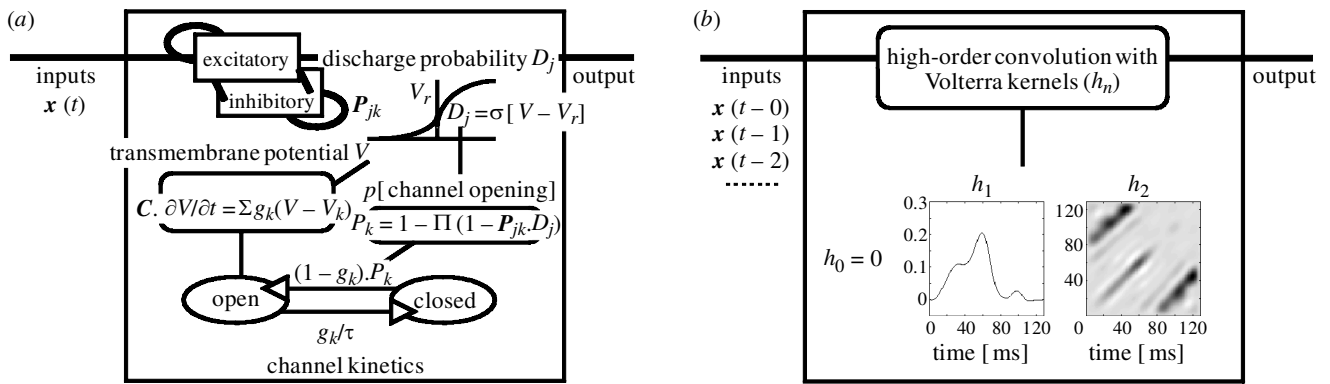 (a)
inputs
x (t)
excitatory
inhibitory
P_jk
discharge probability D_j
output
V_r
D_j = σ[V – V_r]
transmembrane potential V
C. ∂V/∂t = Σ g_k(V – V_k)
p[channel opening]
P_k = 1 – Π (1 – P_jk.D_j)
(1 – g_k).P_k
open
closed
g_k/τ
channel kinetics
(b)
inputs
x (t – 0)
x (t – 1)
x (t – 2)
high-order convolution with
Volterra kernels (h_n)
output
h_0 = 0
h_1
0.3
0.2
0.1
0
0 40 80 120
time [ms]
h_2
120
80
40
0 40 80 120
time [ms]